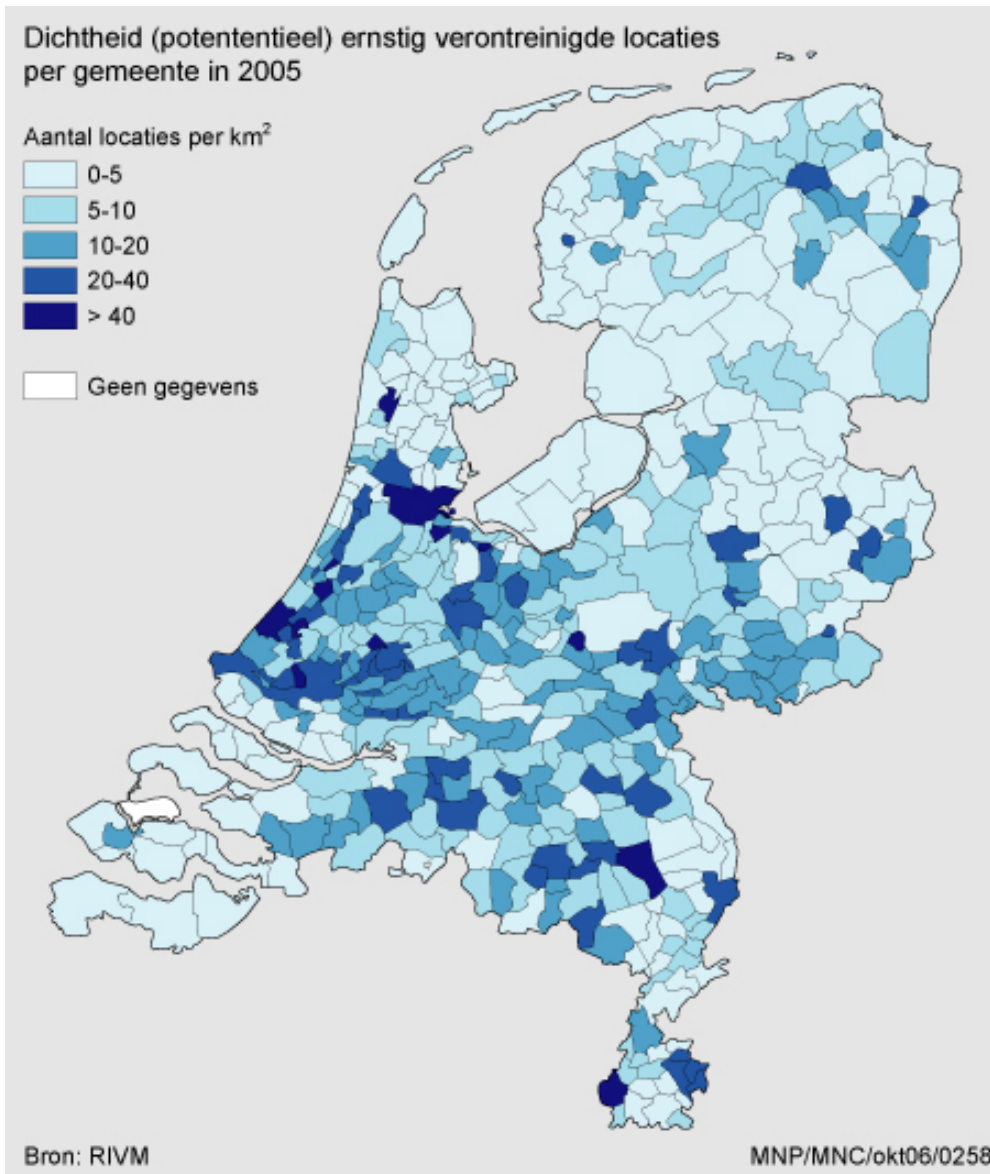 Dichtheid (potententieel) ernstig verontreinigde locaties
per gemeente in 2005
Aantal locaties per km²
0-5
5-10
10-20
20-40
> 40
Geen gegevens
Bron: RIVM
MNP/MNC/okt06/0258